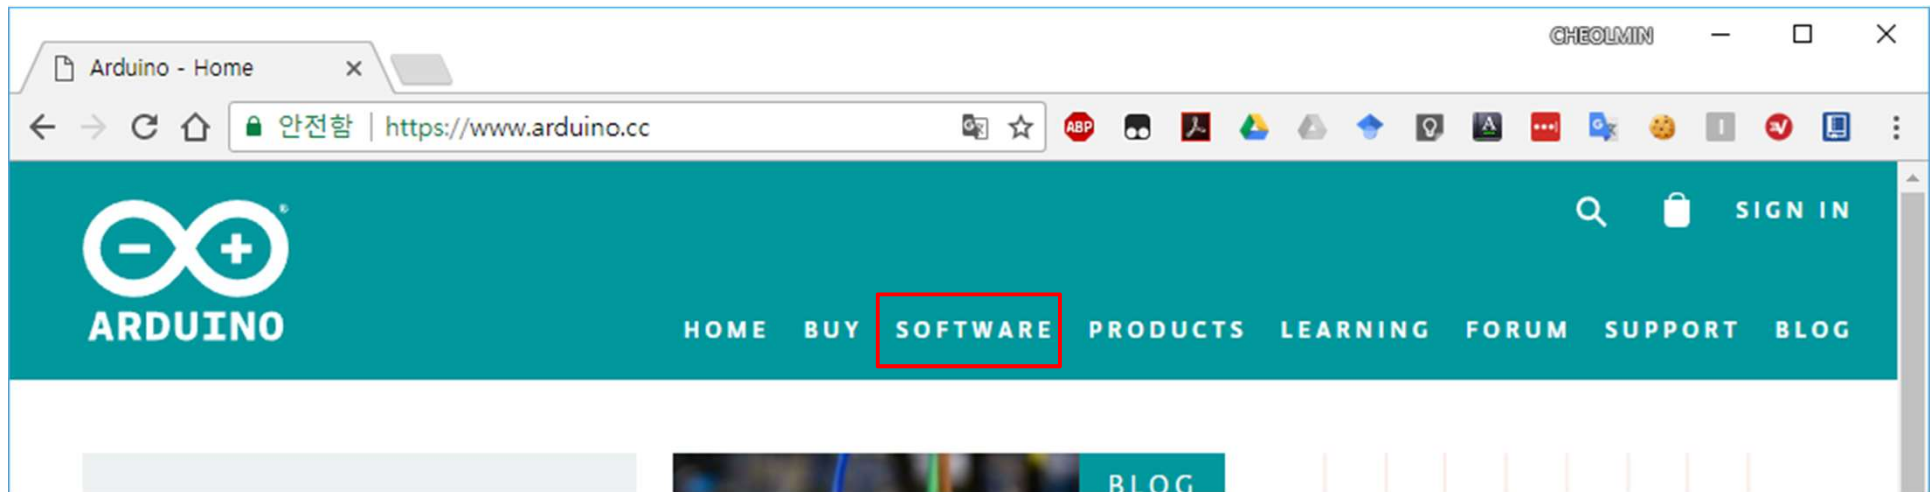 CHEOLMIN
Arduino - Home
안전함 | https://www.arduino.cc
ABP
SIGN IN
ARDUINO
HOME BUY SOFTWARE PRODUCTS LEARNING FORUM SUPPORT BLOG
BLOG